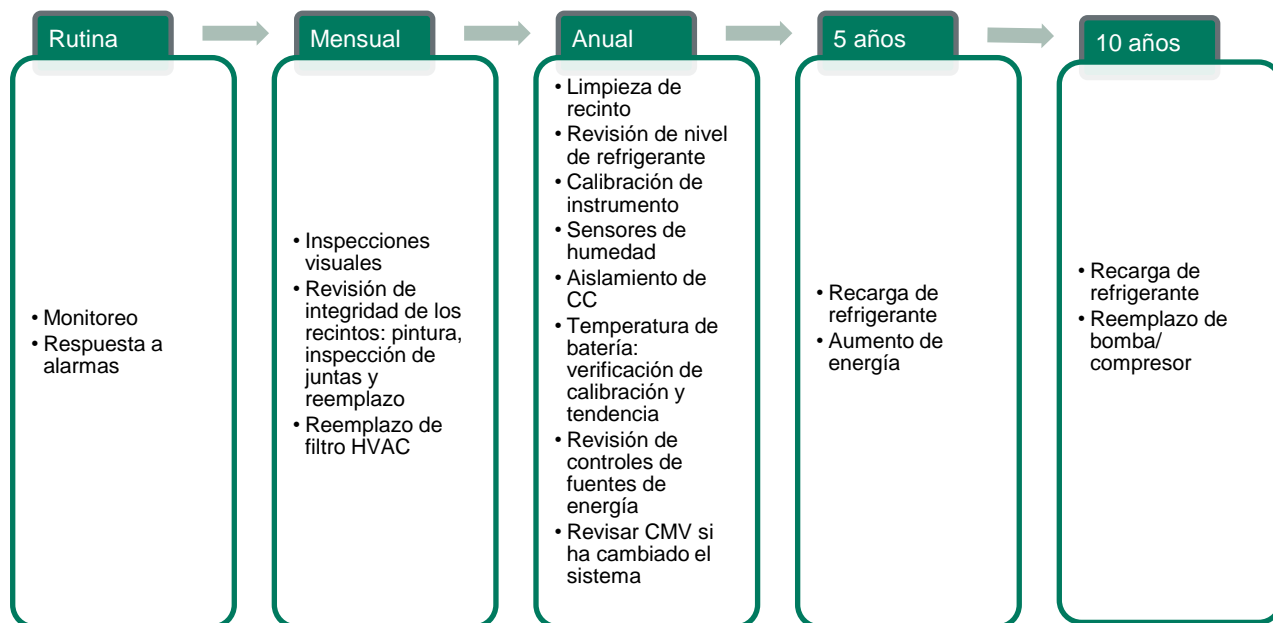 Rutina
• Monitoreo
• Respuesta a
alarmas
Mensual
• Inspecciones
visuales
• Revisión de
integridad de los
recintos: pintura,
inspección de
juntas y
reemplazo
• Reemplazo de
filtro HVAC
Anual
• Limpieza de
recinto
• Revisión de nivel
de refrigerante
• Calibración de
instrumento
• Sensores de
humedad
• Aislamiento de
CC
• Temperatura de
batería:
verificación de
calibración y
tendencia
• Revisión de
controles de
fuentes de
energía
• Revisar CMV si
ha cambiado el
sistema
5 años
• Recarga de
refrigerante
• Aumento de
energía
10 años
• Recarga de
refrigerante
• Reemplazo de
bomba/
compresor